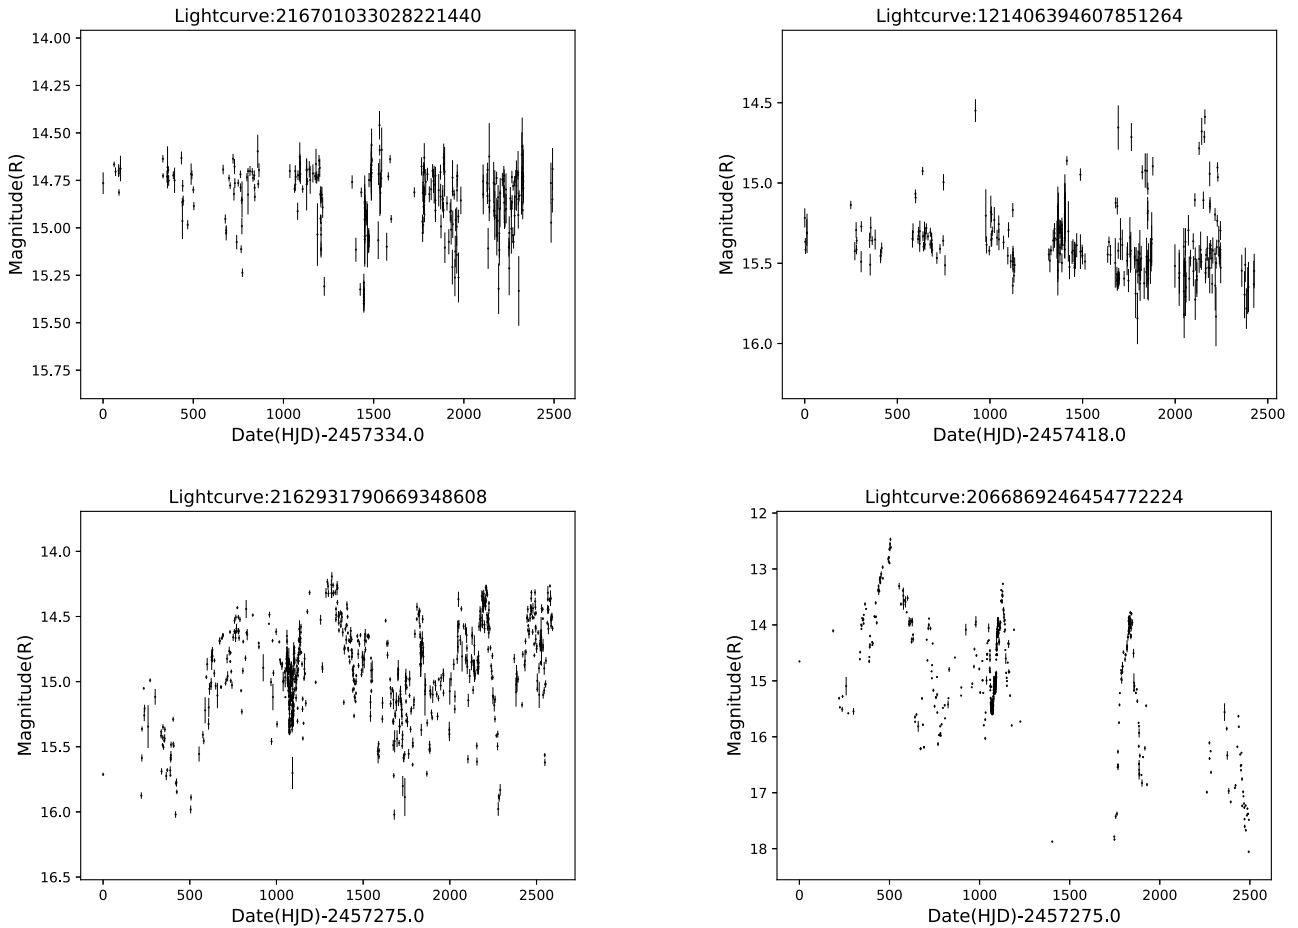 Lightcurve:216701033028221440
14.00
14.25
14.50
14.75
15.00
15.25
15.50
15.75
Magnitude(R)
0 500 1000 1500 2000 2500
Date(HJD)-2457334.0
Lightcurve:121406394607851264
14.5
15.0
15.5
16.0
Magnitude(R)
0 500 1000 1500 2000 2500
Date(HJD)-2457418.0
Lightcurve:2162931790669348608
14.0
14.5
15.0
15.5
16.0
16.5
Magnitude(R)
0 500 1000 1500 2000 2500
Date(HJD)-2457275.0
Lightcurve:2066869246454772224
12
13
14
15
16
17
18
Magnitude(R)
0 500 1000 1500 2000 2500
Date(HJD)-2457275.0